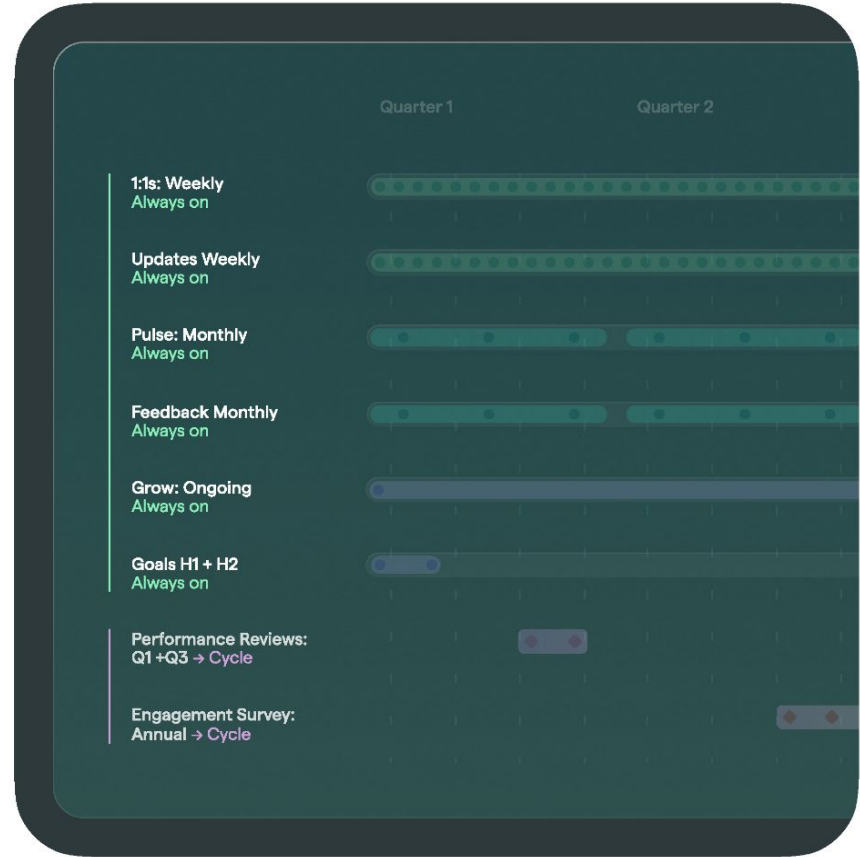 Quarter 1 Quarter 2
1:1s: Weekly
Always on
Updates Weekly
Always on
Pulse: Monthly
Always on
Feedback Monthly
Always on
Grow: Ongoing
Always on
Goals H1 + H2
Always on
Performance Reviews:
Q1 +Q3 → Cycle
Engagement Survey:
Annual → Cycle